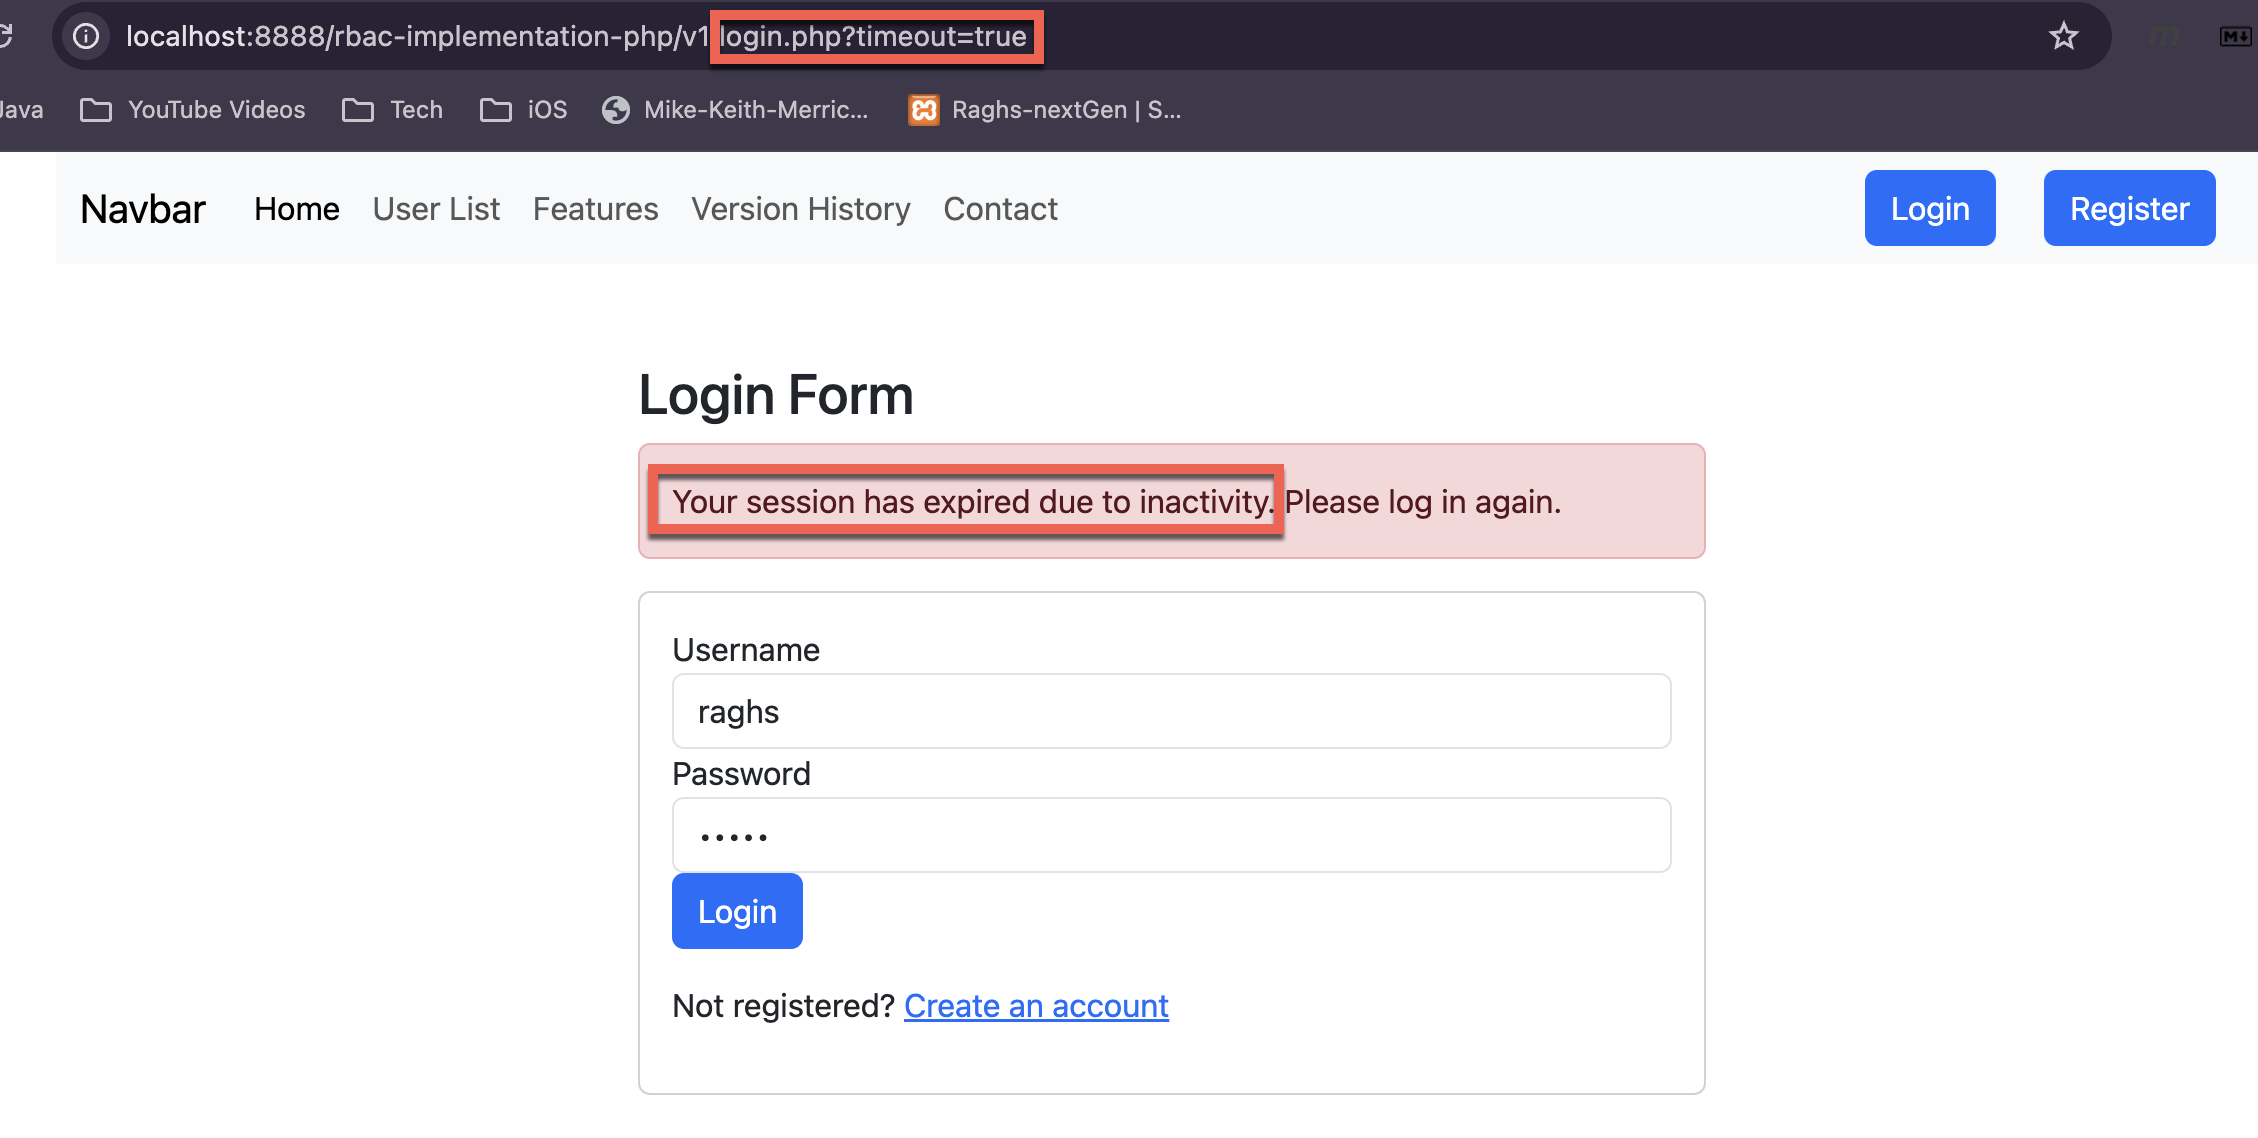 localhost:8888/rbac-implementation-php/v1/login.php?timeout=true
Java YouTube Videos Tech iOS Mike-Keith-Merric... Raghs-nextGen | S...
Navbar Home User List Features Version History Contact Login Register
Login Form
Your session has expired due to inactivity. Please log in again.
Username
raghs
Password
•••••
Login
Not registered? Create an account